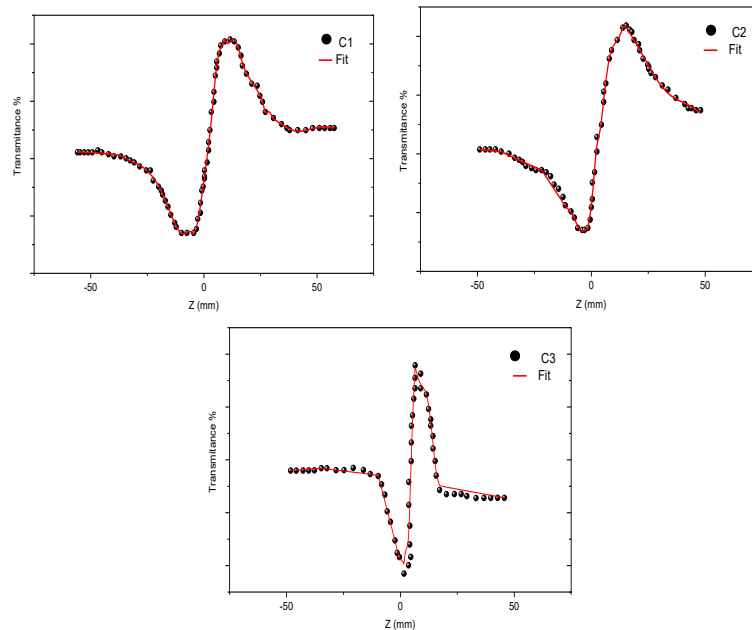 C1
Fit
Transmitance %
-50
0
50
Z (mm)
C2
Fit
Transmitance %
-50
0
50
Z (mm)
C3
Fit
Transmitance %
-50
0
50
Z (mm)